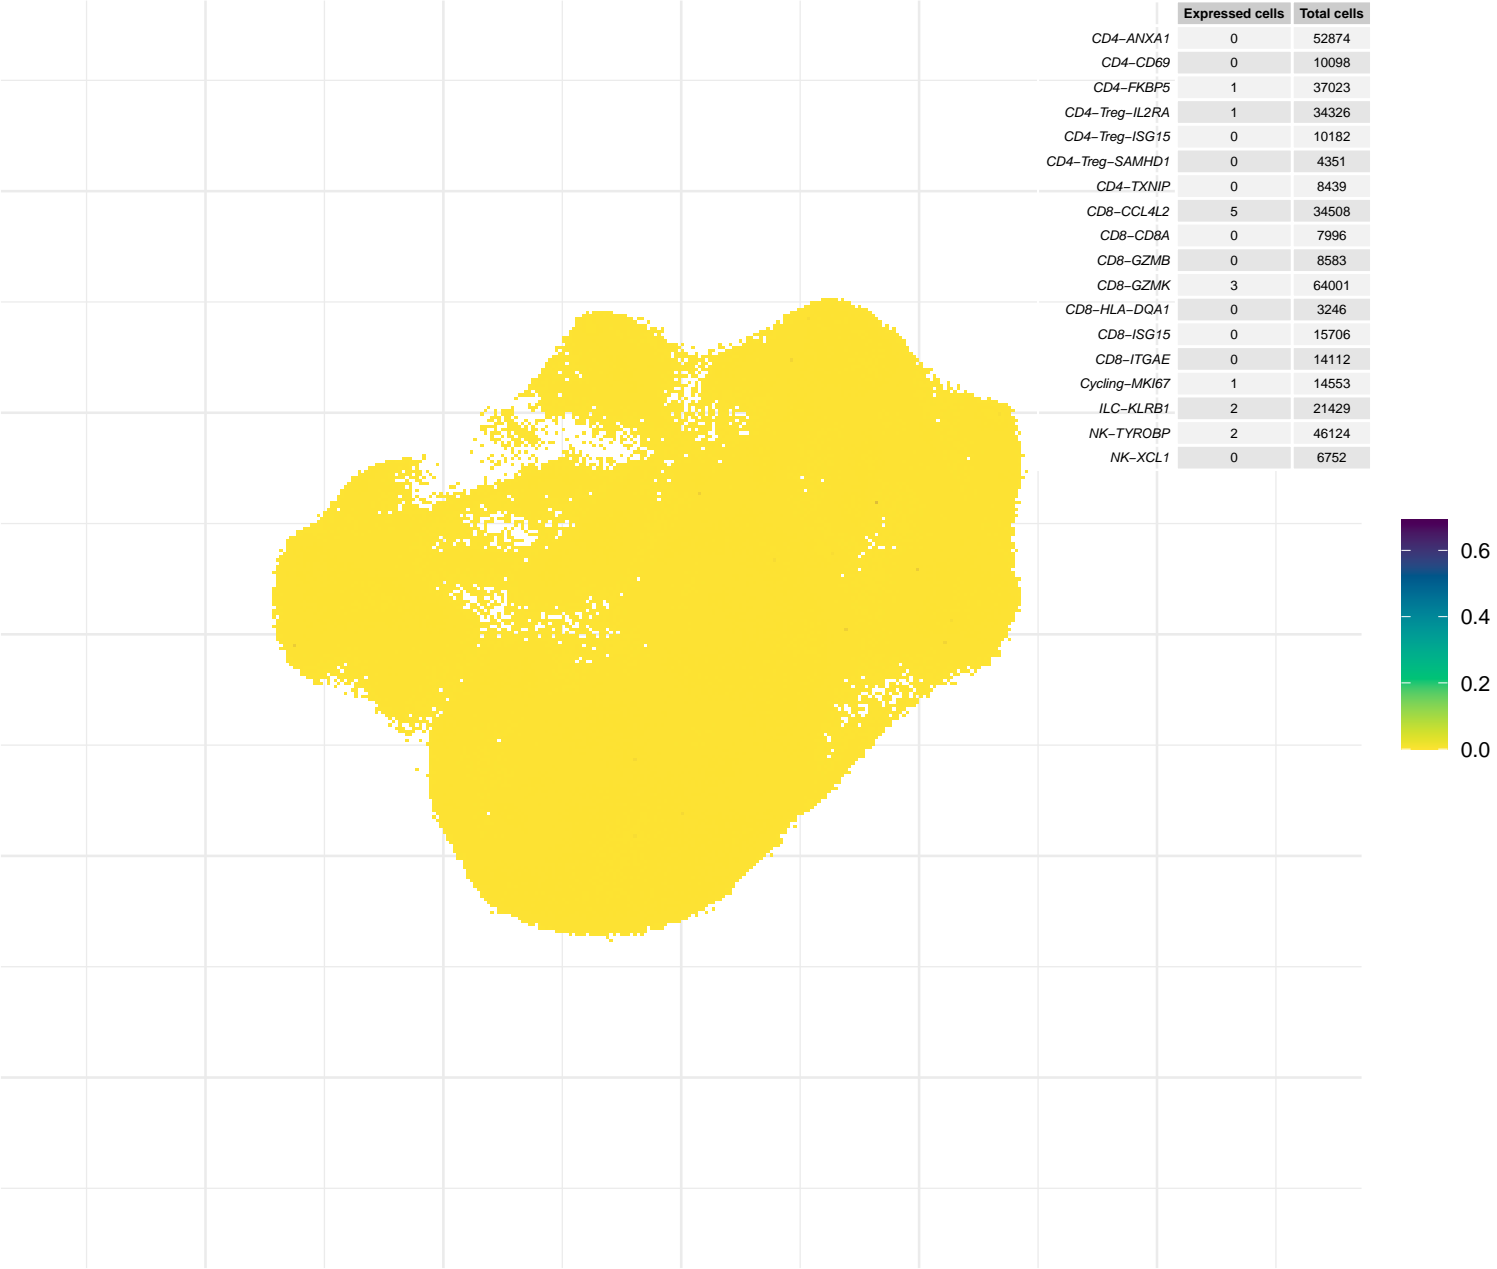 Expressed cells Total cells
CD4−ANXA1 0 52874
CD4−CD69 0 10098
CD4−FKBP5 1 37023
CD4−Treg−IL2RA 1 34326
CD4−Treg−ISG15 0 10182
CD4−Treg−SAMHD1 0 4351
CD4−TXNIP 0 8439
CD8−CCL4L2 5 34508
CD8−CD8A 0 7996
CD8−GZMB 0 8583
CD8−GZMK 3 64001
CD8−HLA−DQA1 0 3246
CD8−ISG15 0 15706
CD8−ITGAE 0 14112
Cycling−MKI67 1 14553
ILC−KLRB1 2 21429
NK−TYROBP 2 46124
NK−XCL1 0 6752
0.6
0.4
0.2
0.0